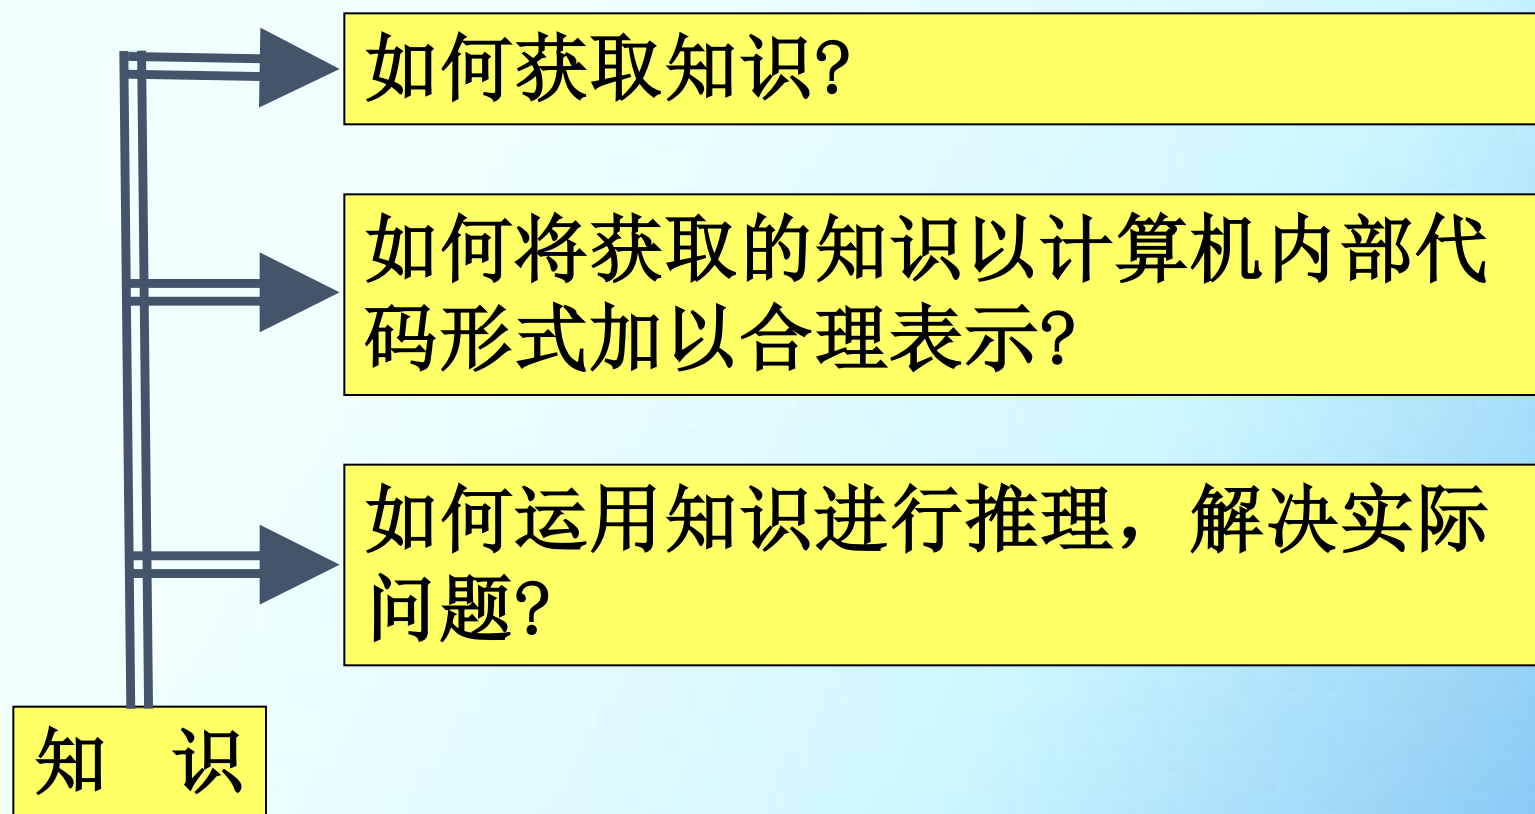 如何获取知识?
如何将获取的知识以计算机内部代
码形式加以合理表示?
如何运用知识进行推理，解决实际
问题?
知 识